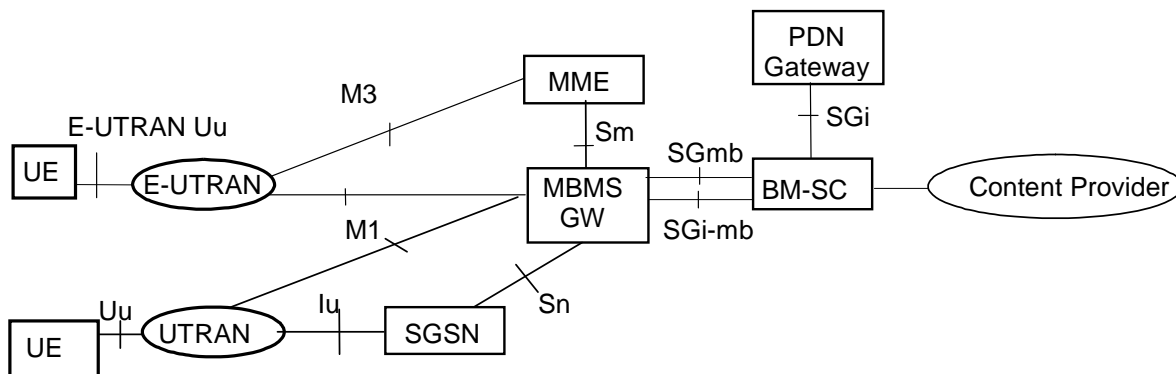 PDN
Gateway
MME
M3
SGi
E-UTRAN Uu
Sm
SGmb
UE
E-UTRAN
MBMS
GW
BM-SC
Content Provider
M1
SGi-mb
Uu
Iu
Sn
UE
UTRAN
SGSN